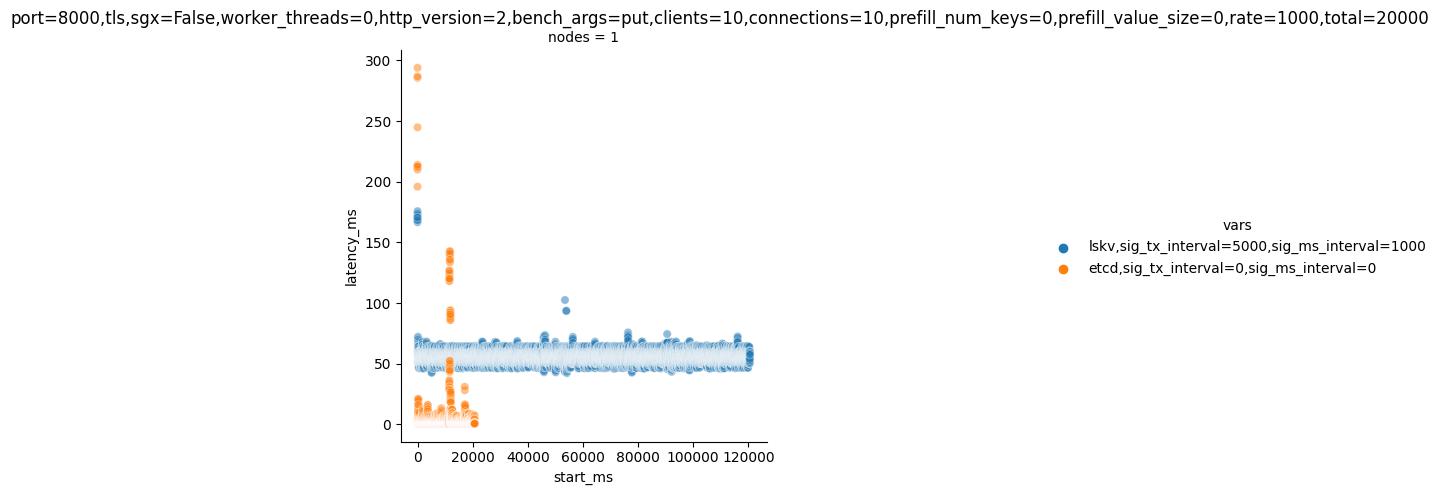 port=8000,tls,sgx=False,worker_threads=0,http_version=2,bench_args=put,clients=10,connections=10,prefill_num_keys=0,prefill_value_size=0,rate=1000,total=20000
nodes = 1
300
250
200
150
100
50
0
latency_ms
0 20000 40000 60000 80000 100000 120000
start_ms
vars
lskv,sig_tx_interval=5000,sig_ms_interval=1000
etcd,sig_tx_interval=0,sig_ms_interval=0